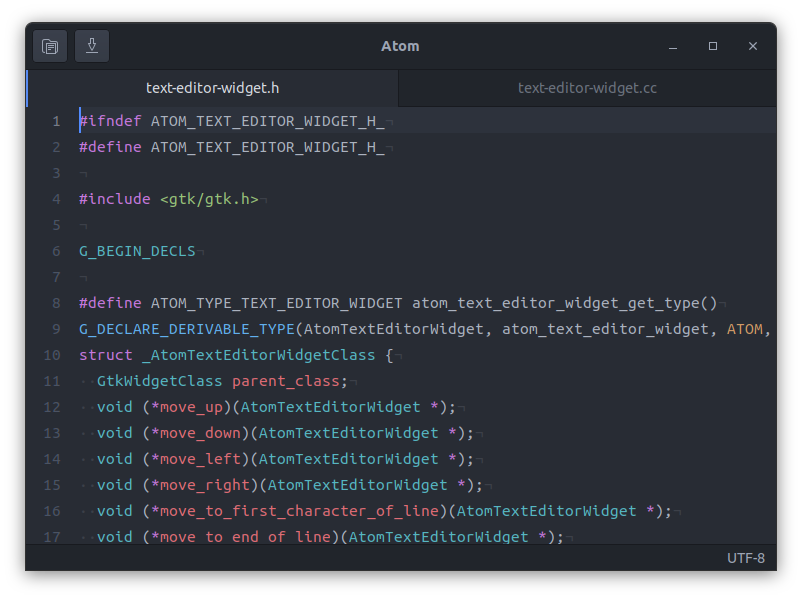 Atom
text-editor-widget.h text-editor-widget.cc
1 #ifndef ATOM_TEXT_EDITOR_WIDGET_H_¬
2 #define ATOM_TEXT_EDITOR_WIDGET_H_¬
3 ¬
4 #include <gtk/gtk.h>¬
5 ¬
6 G_BEGIN_DECLS¬
7 ¬
8 #define ATOM_TYPE_TEXT_EDITOR_WIDGET atom_text_editor_widget_get_type()¬
9 G_DECLARE_DERIVABLE_TYPE(AtomTextEditorWidget, atom_text_editor_widget, ATOM,
10 struct _AtomTextEditorWidgetClass {¬
11 ··GtkWidgetClass parent_class;¬
12 ··void (*move_up)(AtomTextEditorWidget *);¬
13 ··void (*move_down)(AtomTextEditorWidget *);¬
14 ··void (*move_left)(AtomTextEditorWidget *);¬
15 ··void (*move_right)(AtomTextEditorWidget *);¬
16 ··void (*move_to_first_character_of_line)(AtomTextEditorWidget *);¬
17 ··void (*move_to_end_of_line)(AtomTextEditorWidget *);¬
UTF-8